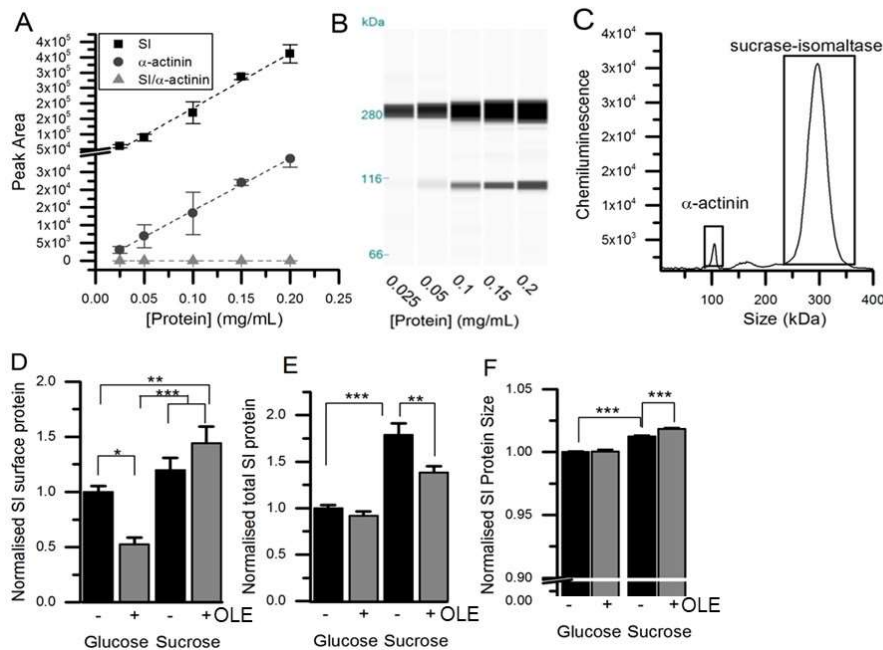 A
4x10⁵
4x10⁵
3x10⁵
3x10⁵
2x10⁵
2x10⁵
1x10⁵
5x10⁴
3x10⁴
3x10⁴
2x10⁴
2x10⁴
1x10⁴
5x10³
0
Peak Area
SI
α-actinin
SI/α-actinin
0.00 0.05 0.10 0.15 0.20 0.25
[Protein] (mg/mL)
B
kDa
280
116
66
0.025 0.05 0.1 0.15 0.2
[Protein] (mg/mL)
C
sucrase-isomaltase
α-actinin
4x10⁴
3x10⁴
3x10⁴
2x10⁴
2x10⁴
1x10⁴
5x10³
Chemiluminescence
0 100 200 300 400
Size (kDa)
D
Normalised SI surface protein
2.0
1.5
1.0
0.5
0.0
**
***
*
- + - +OLE
Glucose Sucrose
E
Normalised total SI protein
2.0
1.5
1.0
0.5
0.0
*** **
- + - +OLE
Glucose Sucrose
F
Normalised SI Protein Size
1.05
1.00
0.95
0.90
0.00
***
***
- + - +OLE
Glucose Sucrose